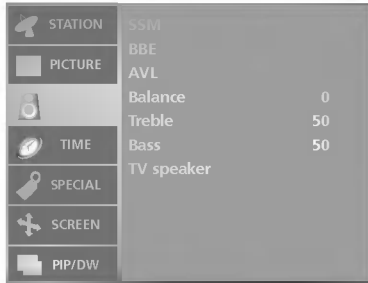 STATION
PICTURE
TIME
SPECIAL
SCREEN
PIP/DW
SSM
BBE
AVL
Balance 0
Treble 50
Bass 50
TV speaker